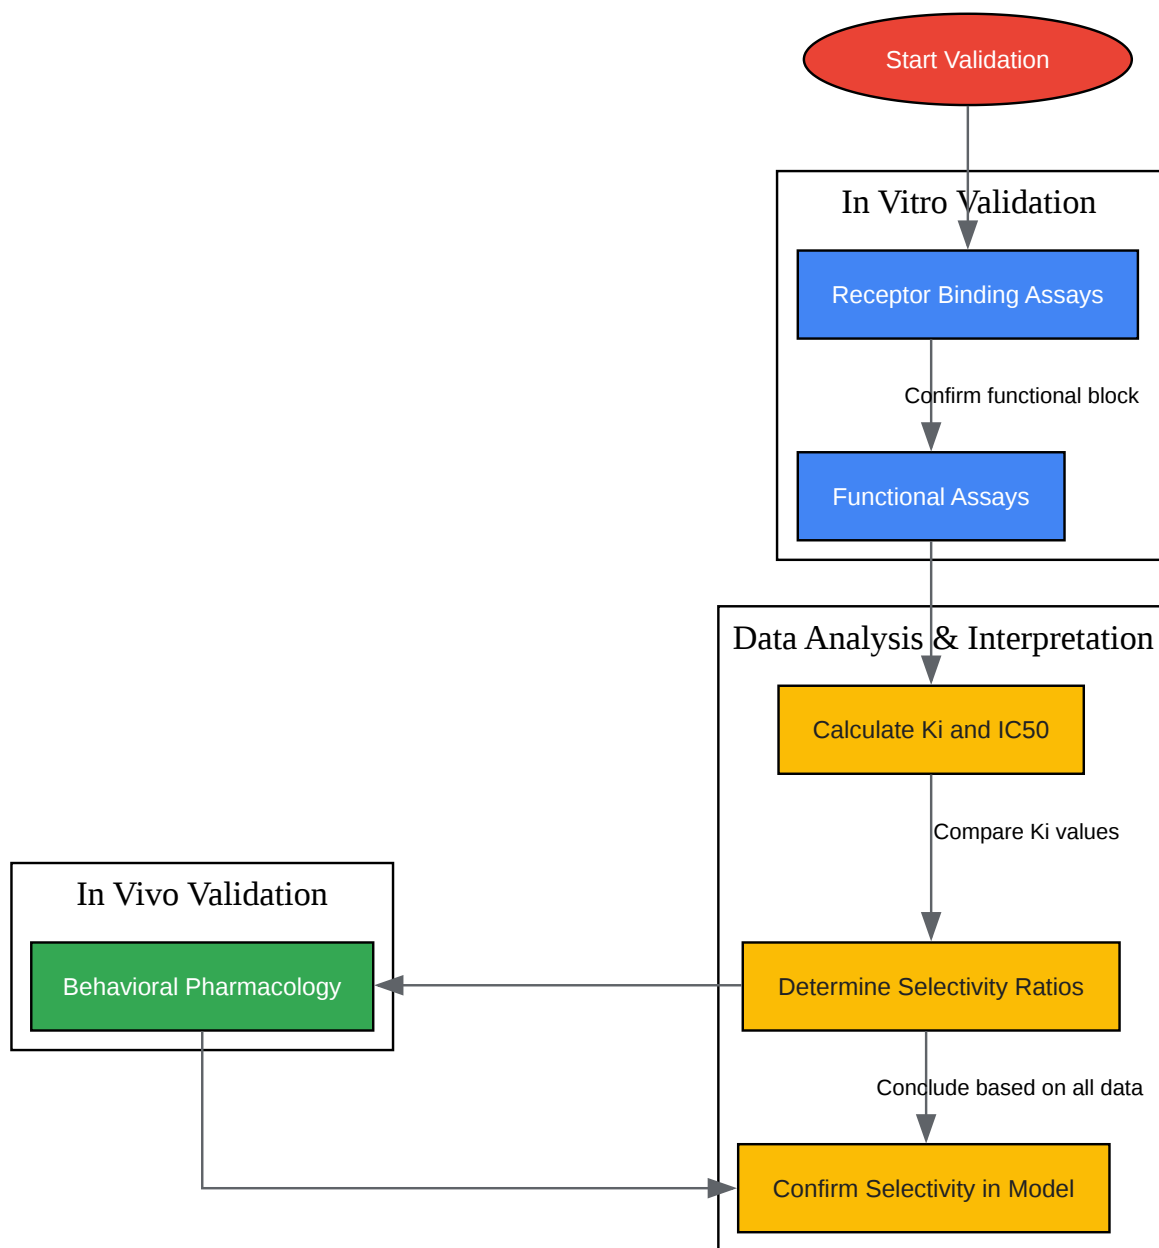 Start Validation
In Vitro Validation
Receptor Binding Assays
Confirm functional block
Functional Assays
Data Analysis & Interpretation
Calculate Ki and IC50
Compare Ki values
In Vivo Validation
Behavioral Pharmacology
Determine Selectivity Ratios
Conclude based on all data
Confirm Selectivity in Model